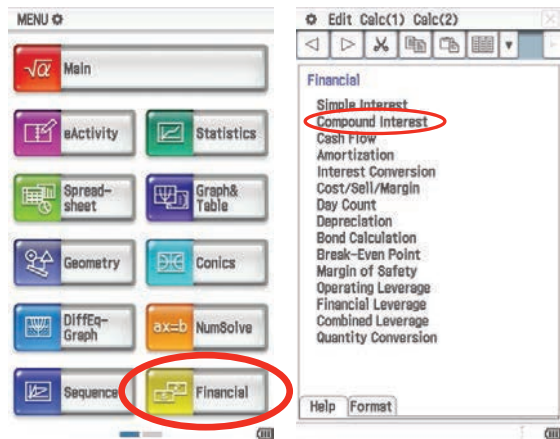 MENU
Main
eActivity
Statistics
Spread-
sheet
Graph&
Table
Geometry
Conics
DiffEq-
Graph
ax=b
NumSolve
Sequence
Financial
Edit Calc(1) Calc(2)
Financial
Simple Interest
Compound Interest
Cash Flow
Amortization
Interest Conversion
Cost/Sell/Margin
Day Count
Depreciation
Bond Calculation
Break-Even Point
Margin of Safety
Operating Leverage
Financial Leverage
Combined Leverage
Quantity Conversion
Help Format